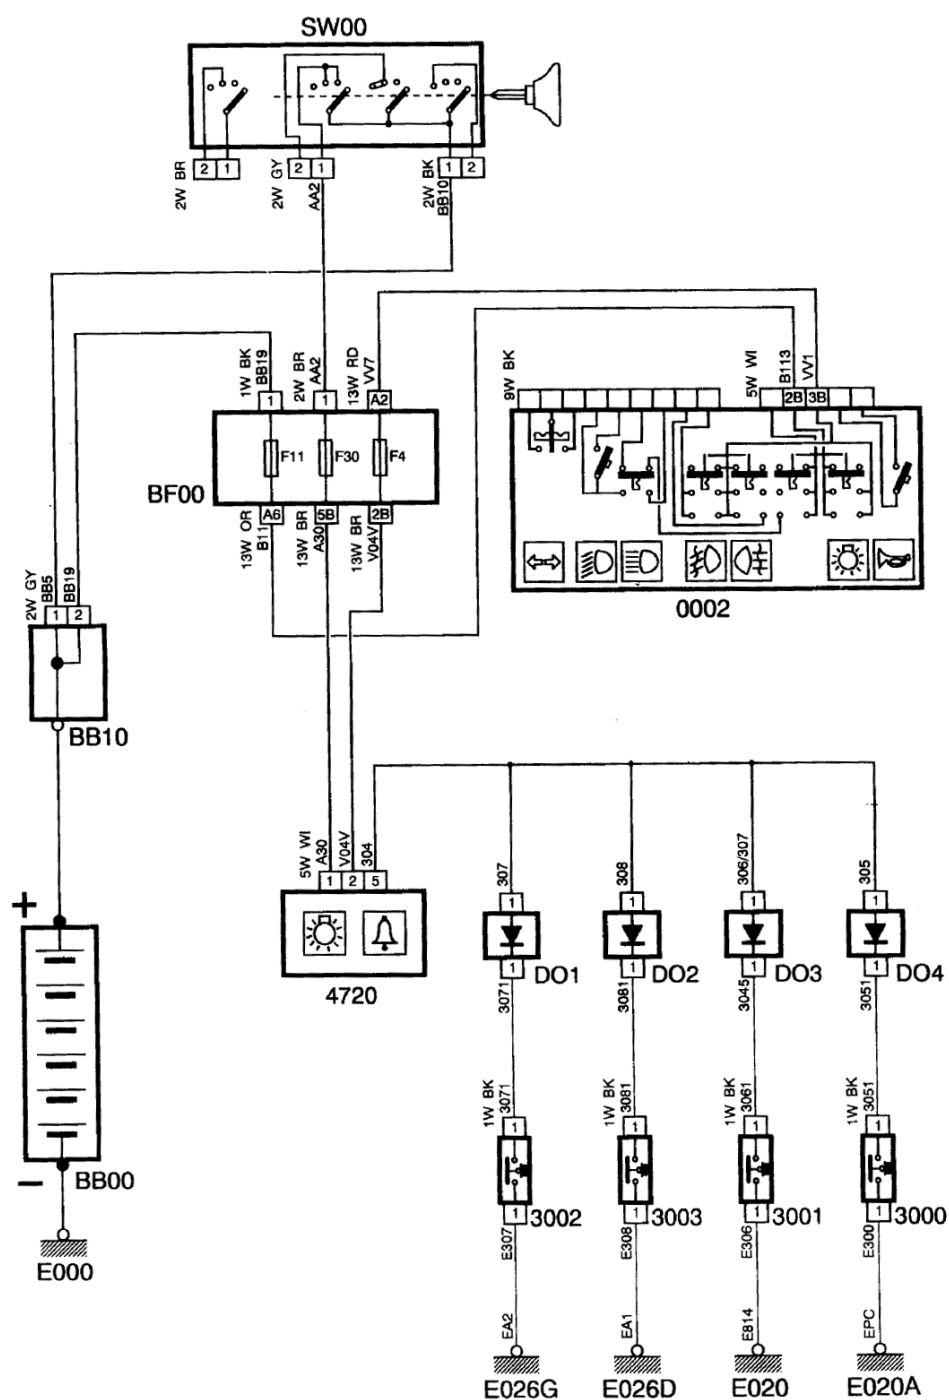 SW00
2W BR
2
1
2W GY
2
1
AA2
2W BK
1
2
BB10
1W BK
BB19
2W BR
AA2
13W RD
VV7
9W BK
5W WI
B113
VV1
1
1
A2
2B
3B
F11
F30
F4
BF00
A6
5B
2B
13W OR
B11
13W BR
A30
13W BR
V04V
0002
2W GY
BB5
BB19
1
2
BB10
5W WI
A30
V04V
304
1
2
5
4720
307
308
306/307
305
1
1
1
1
DO1
DO2
DO3
DO4
1
1
1
1
3071
3081
3045
3051
1W BK
3071
1W BK
3081
1W BK
3061
1W BK
3051
1
1
1
1
+
BB00
–
E000
1
3002
1
3003
1
3001
1
3000
E307
E308
E306
E300
EA2
EA1
E814
EPC
E026G
E026D
E020
E020A